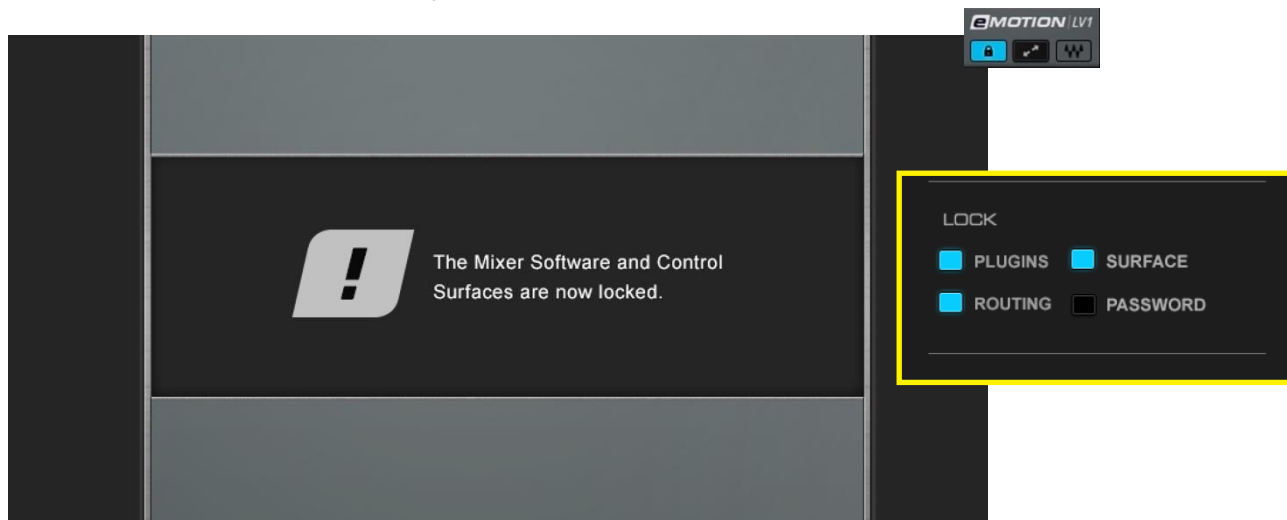 eMOTION LV1
The Mixer Software and Control
Surfaces are now locked.
LOCK
PLUGINS SURFACE
ROUTING PASSWORD